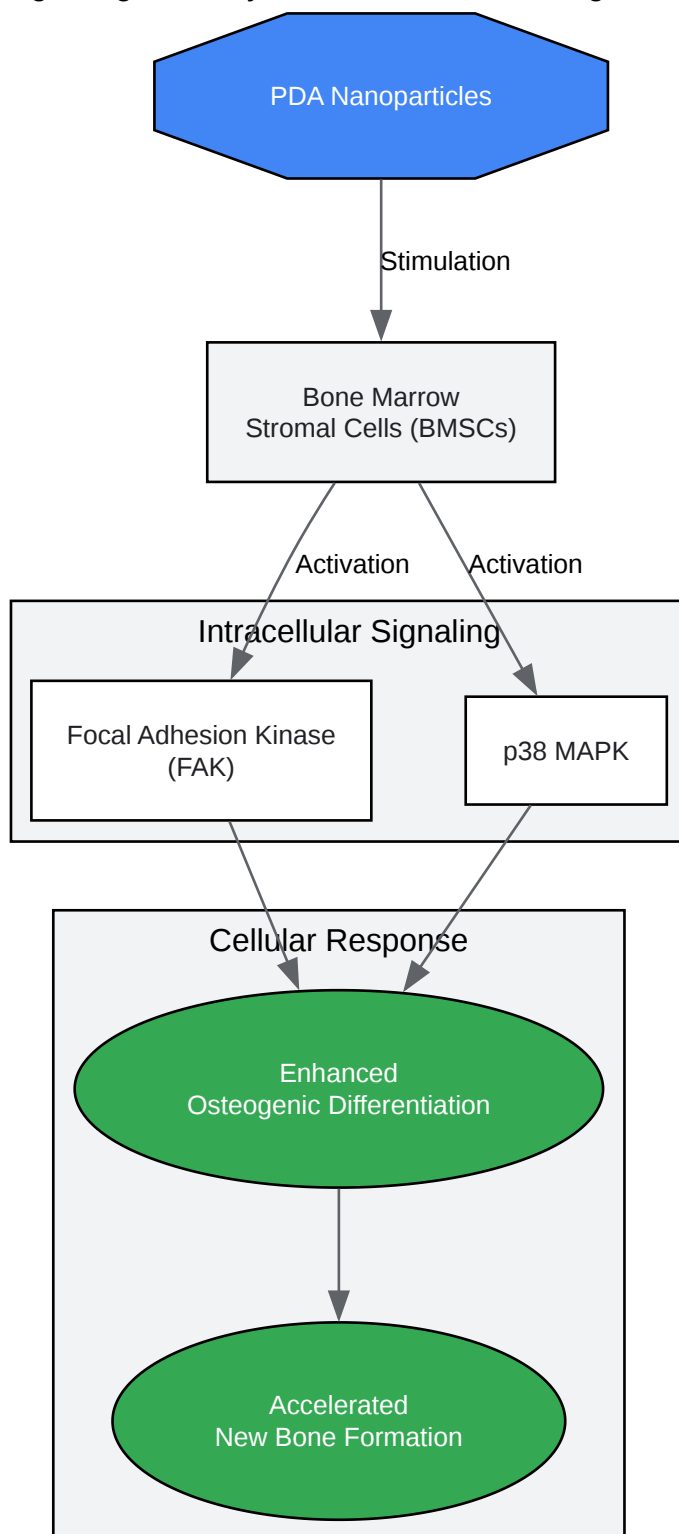 PDA Nanoparticles
Stimulation
Bone Marrow
Stromal Cells (BMSCs)
Activation
Activation
Intracellular Signaling
Focal Adhesion Kinase
(FAK)
p38 MAPK
Cellular Response
Enhanced
Osteogenic Differentiation
Accelerated
New Bone Formation